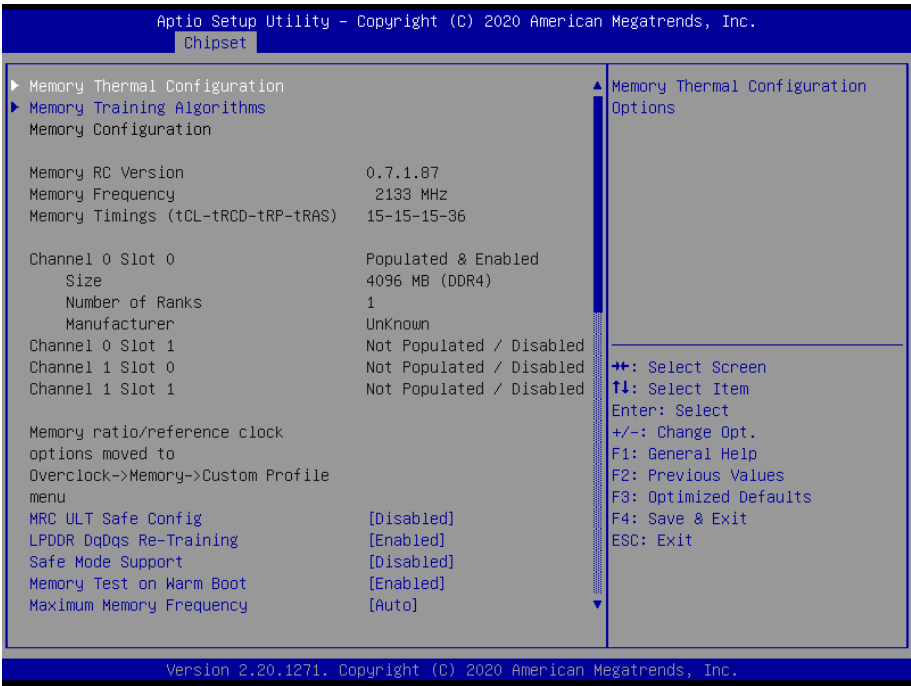 Aptio Setup Utility – Copyright (C) 2020 American Megatrends, Inc.
Chipset
Memory Thermal Configuration
Memory Training Algorithms
Memory Configuration
Memory RC Version 0.7.1.87
Memory Frequency 2133 MHz
Memory Timings (tCL-tRCD-tRP-tRAS) 15-15-15-36
Channel 0 Slot 0 Populated & Enabled
Size 4096 MB (DDR4)
Number of Ranks 1
Manufacturer UnKnown
Channel 0 Slot 1 Not Populated / Disabled
Channel 1 Slot 0 Not Populated / Disabled
Channel 1 Slot 1 Not Populated / Disabled
Memory ratio/reference clock
options moved to
Overclock->Memory->Custom Profile
menu
MRC ULT Safe Config [Disabled]
LPDDR DqDqs Re-Training [Enabled]
Safe Mode Support [Disabled]
Memory Test on Warm Boot [Enabled]
Maximum Memory Frequency [Auto]
Memory Thermal Configuration
Options
→←: Select Screen
↑↓: Select Item
Enter: Select
+/-: Change Opt.
F1: General Help
F2: Previous Values
F3: Optimized Defaults
F4: Save & Exit
ESC: Exit
Version 2.20.1271. Copyright (C) 2020 American Megatrends, Inc.